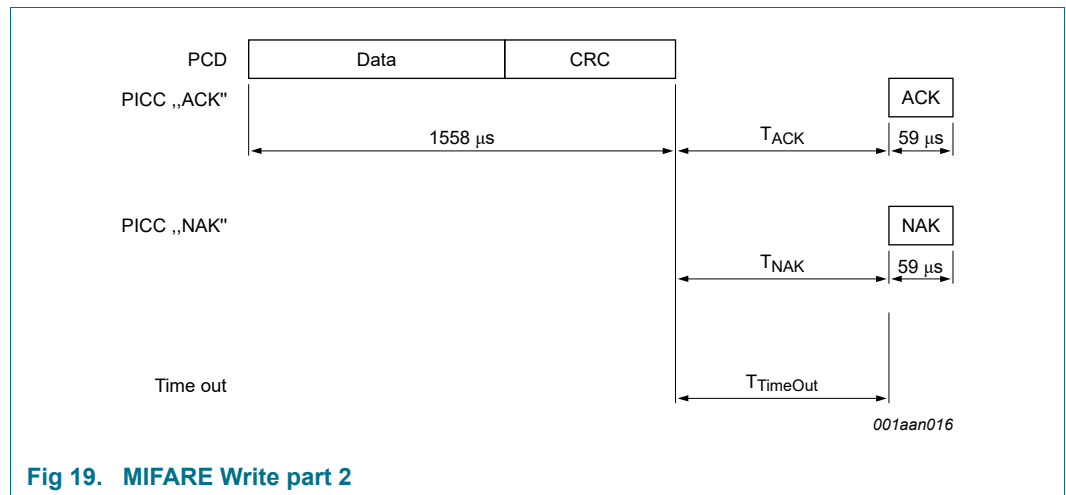 PCD Data CRC
PICC ,,ACK" ACK
1558 μs TACK 59 μs
PICC ,,NAK" NAK
TNAK 59 μs
Time out TTimeOut
001aan016
Fig 19. MIFARE Write part 2